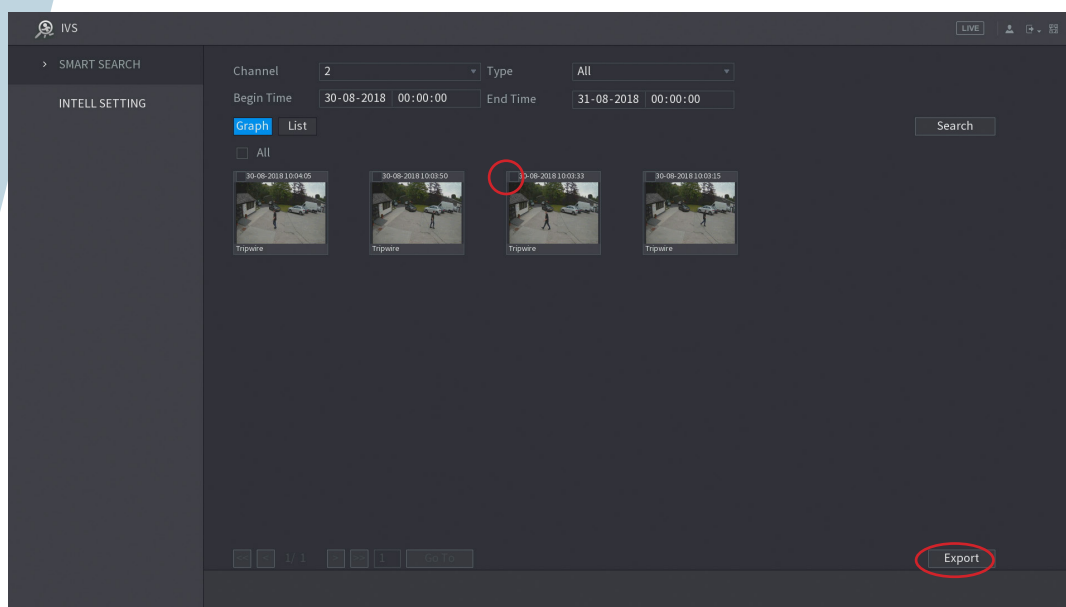 IVS
LIVE
SMART SEARCH
INTELL SETTING
Channel 2 Type All
Begin Time 30-08-2018 00:00:00 End Time 31-08-2018 00:00:00
Graph List Search
All
30-08-2018 10:04:05 30-08-2018 10:03:50 30-08-2018 10:03:33 30-08-2018 10:03:15
Tripwire Tripwire Tripwire Tripwire
1/ 1 1 Go To Export